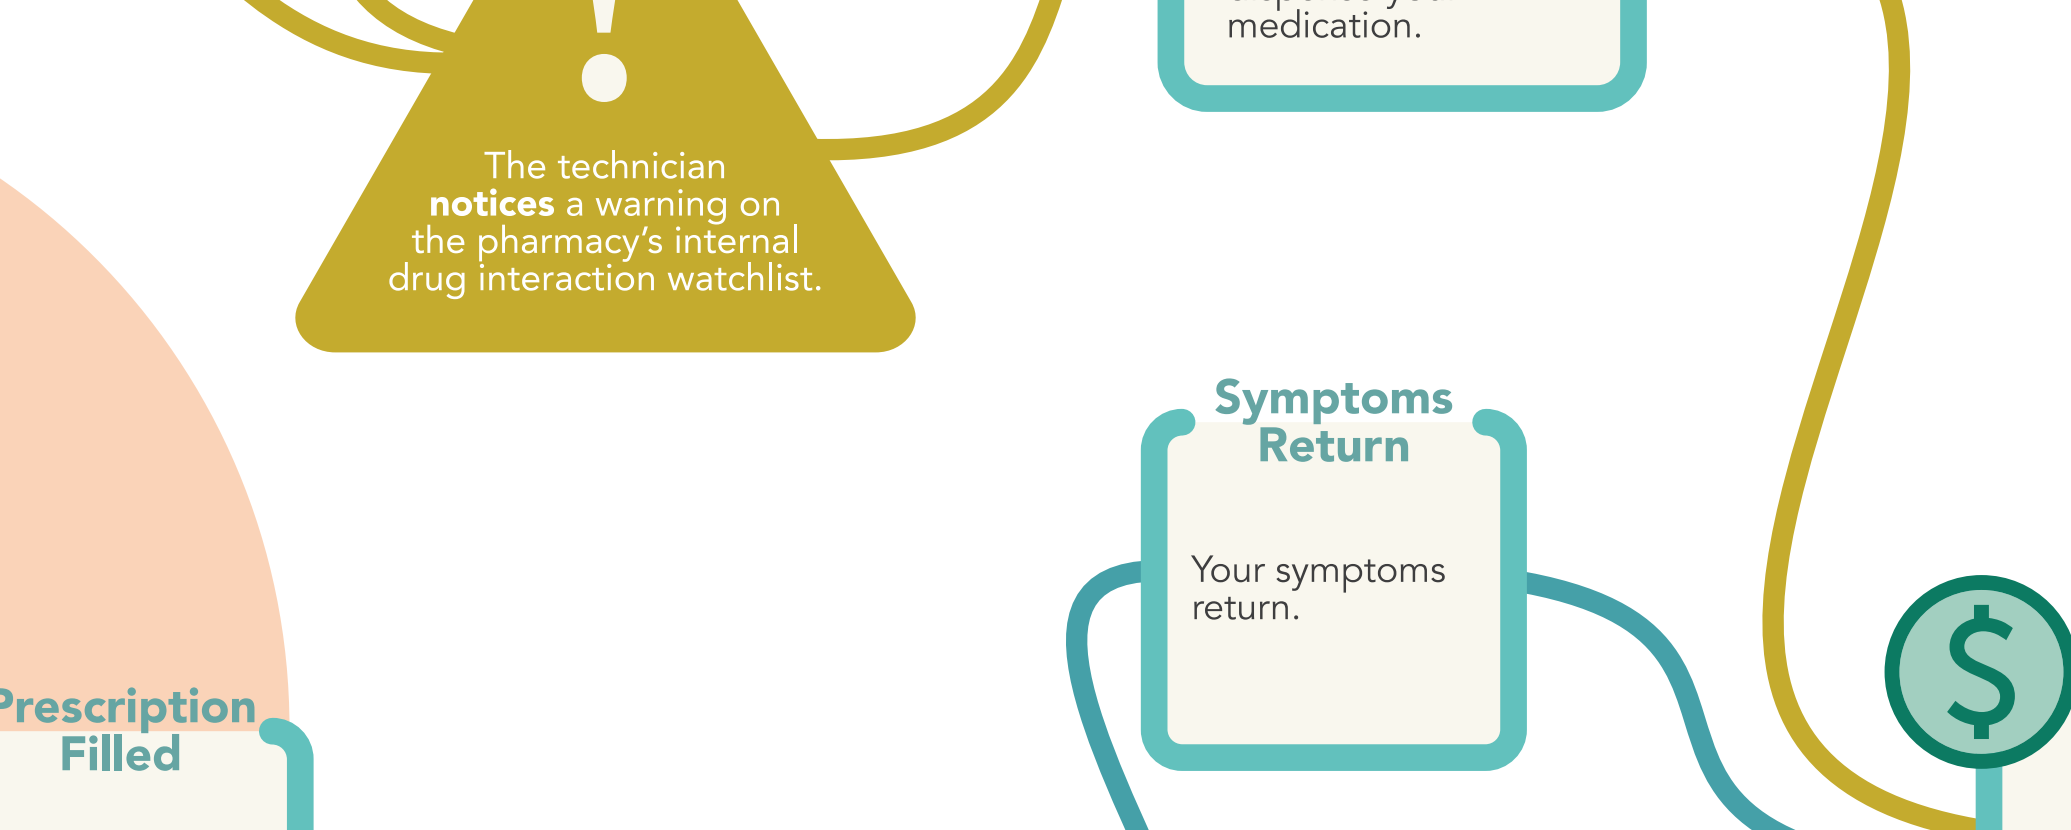 your
medication.
!
The technician
notices a warning on
the pharmacy’s internal
drug interaction watchlist.
Symptoms
Return
Your symptoms
return.
$
Prescription
Filled